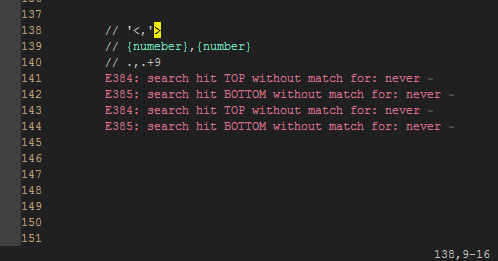 136
137
138 // '<,'>
139 // {numeber},{number}
140 // .,.+9
141 E384: search hit TOP without match for: never ~
142 E385: search hit BOTTOM without match for: never ~
143 E384: search hit TOP without match for: never ~
144 E385: search hit BOTTOM without match for: never ~
145
146
147
148
149
150
151
138,9-16